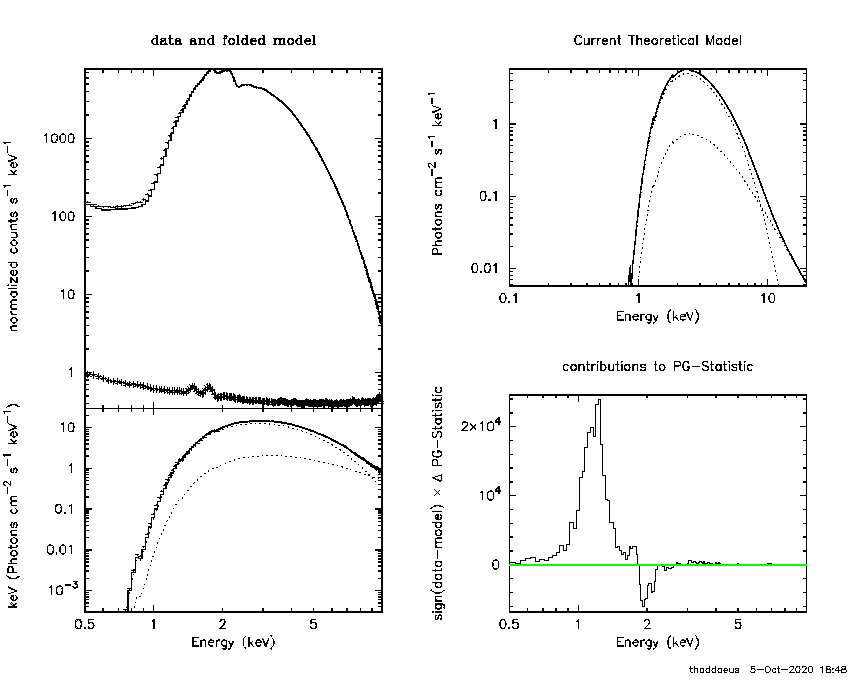 data and folded model
normalized counts s⁻¹ keV⁻¹
1000
100
10
1
keV (Photons cm⁻² s⁻¹ keV⁻¹)
10
1
0.1
0.01
10⁻³
0.5 1 2 5
Energy (keV)
Current Theoretical Model
Photons cm⁻² s⁻¹ keV⁻¹
1
0.1
0.01
0.1 1 10
Energy (keV)
contributions to PG-Statistic
sign(data-model) × Δ PG-Statistic
2×10⁴
10⁴
0
0.5 1 2 5
Energy (keV)
thaddaeus 5-Oct-2020 18:48